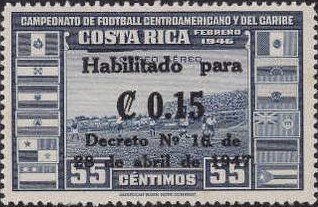 CAMPEONATO DE FOOTBALL CENTROAMERICANO Y DEL CARIBE
COSTA RICA FEBRERO 1946
Habilitado para
₡ 0.15
Decreto Nº 16 de
28 de abril de 1947
55 CÉNTIMOS 55